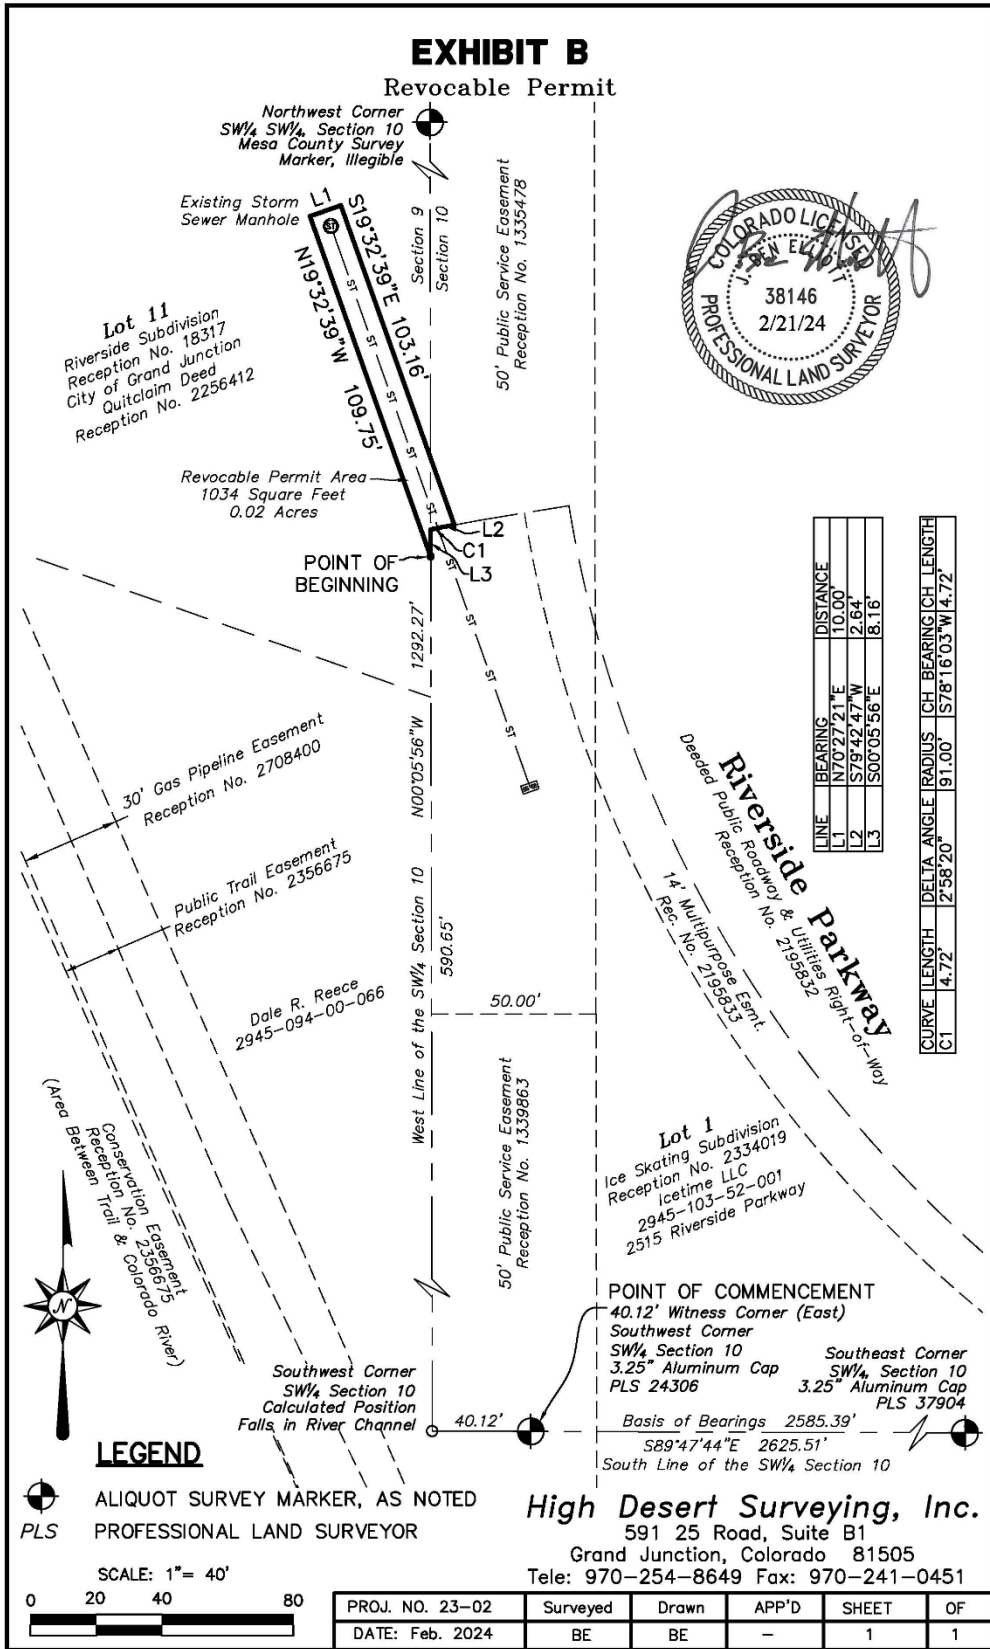 EXHIBIT B
Revocable Permit
Northwest Corner
SW¼ SW¼, Section 10
Mesa County Survey
Marker, Illegible
Existing Storm
Sewer Manhole
L1
S19°32'39"E 103.16'
N19°32'39"W 109.75'
ST
ST
ST
ST
ST
ST
ST
ST
ST
Section 9
Section 10
50' Public Service Easement
Reception No. 1335478
COLORADO LICENSED
J. BEN ELLIOTT
38146
2/21/24
PROFESSIONAL LAND SURVEYOR
Lot 11
Riverside Subdivision
Reception No. 18317
City of Grand Junction
Quitclaim Deed
Reception No. 2256412
Revocable Permit Area
1034 Square Feet
0.02 Acres
L2
C1
L3
POINT OF
BEGINNING
1292.27'
N00°05'56"W
West Line of the SW¼ Section 10
590.65'
LINE BEARING DISTANCE
L1 N70°27'21"E 10.00'
L2 S79°42'47"W 2.64'
L3 S00°05'56"E 8.16'
CURVE LENGTH DELTA ANGLE RADIUS CH BEARING CH LENGTH
C1 4.72' 2°58'20" 91.00' S78°16'03"W 4.72'
30' Gas Pipeline Easement
Reception No. 2708400
Public Trail Easement
Reception No. 2356675
Dale R. Reece
2945-094-00-066
Riverside Parkway
Deeded Public Roadway & Utilities Right-of-Way
Reception No. 2195832
14' Multipurpose Esmt.
Rec. No. 2195833
50.00'
50' Public Service Easement
Reception No. 1339863
Conservation Easement
Reception No. 2356675
(Area Between Trail & Colorado River)
Lot 1
Ice Skating Subdivision
Reception No. 2334019
Icetime LLC
2945-103-52-001
2515 Riverside Parkway
N
POINT OF COMMENCEMENT
40.12' Witness Corner (East)
Southwest Corner
SW¼ Section 10
3.25" Aluminum Cap
PLS 24306
Southeast Corner
SW¼, Section 10
3.25" Aluminum Cap
PLS 37904
Southwest Corner
SW¼ Section 10
Calculated Position
Falls in River Channel
40.12'
Basis of Bearings 2585.39'
S89°47'44"E 2625.51'
South Line of the SW¼ Section 10
LEGEND
ALIQUOT SURVEY MARKER, AS NOTED
PLS PROFESSIONAL LAND SURVEYOR
SCALE: 1"= 40'
0 20 40 80
High Desert Surveying, Inc.
591 25 Road, Suite B1
Grand Junction, Colorado 81505
Tele: 970-254-8649 Fax: 970-241-0451
PROJ. NO. 23-02 Surveyed Drawn APP'D SHEET OF
DATE: Feb. 2024 BE BE - 1 1